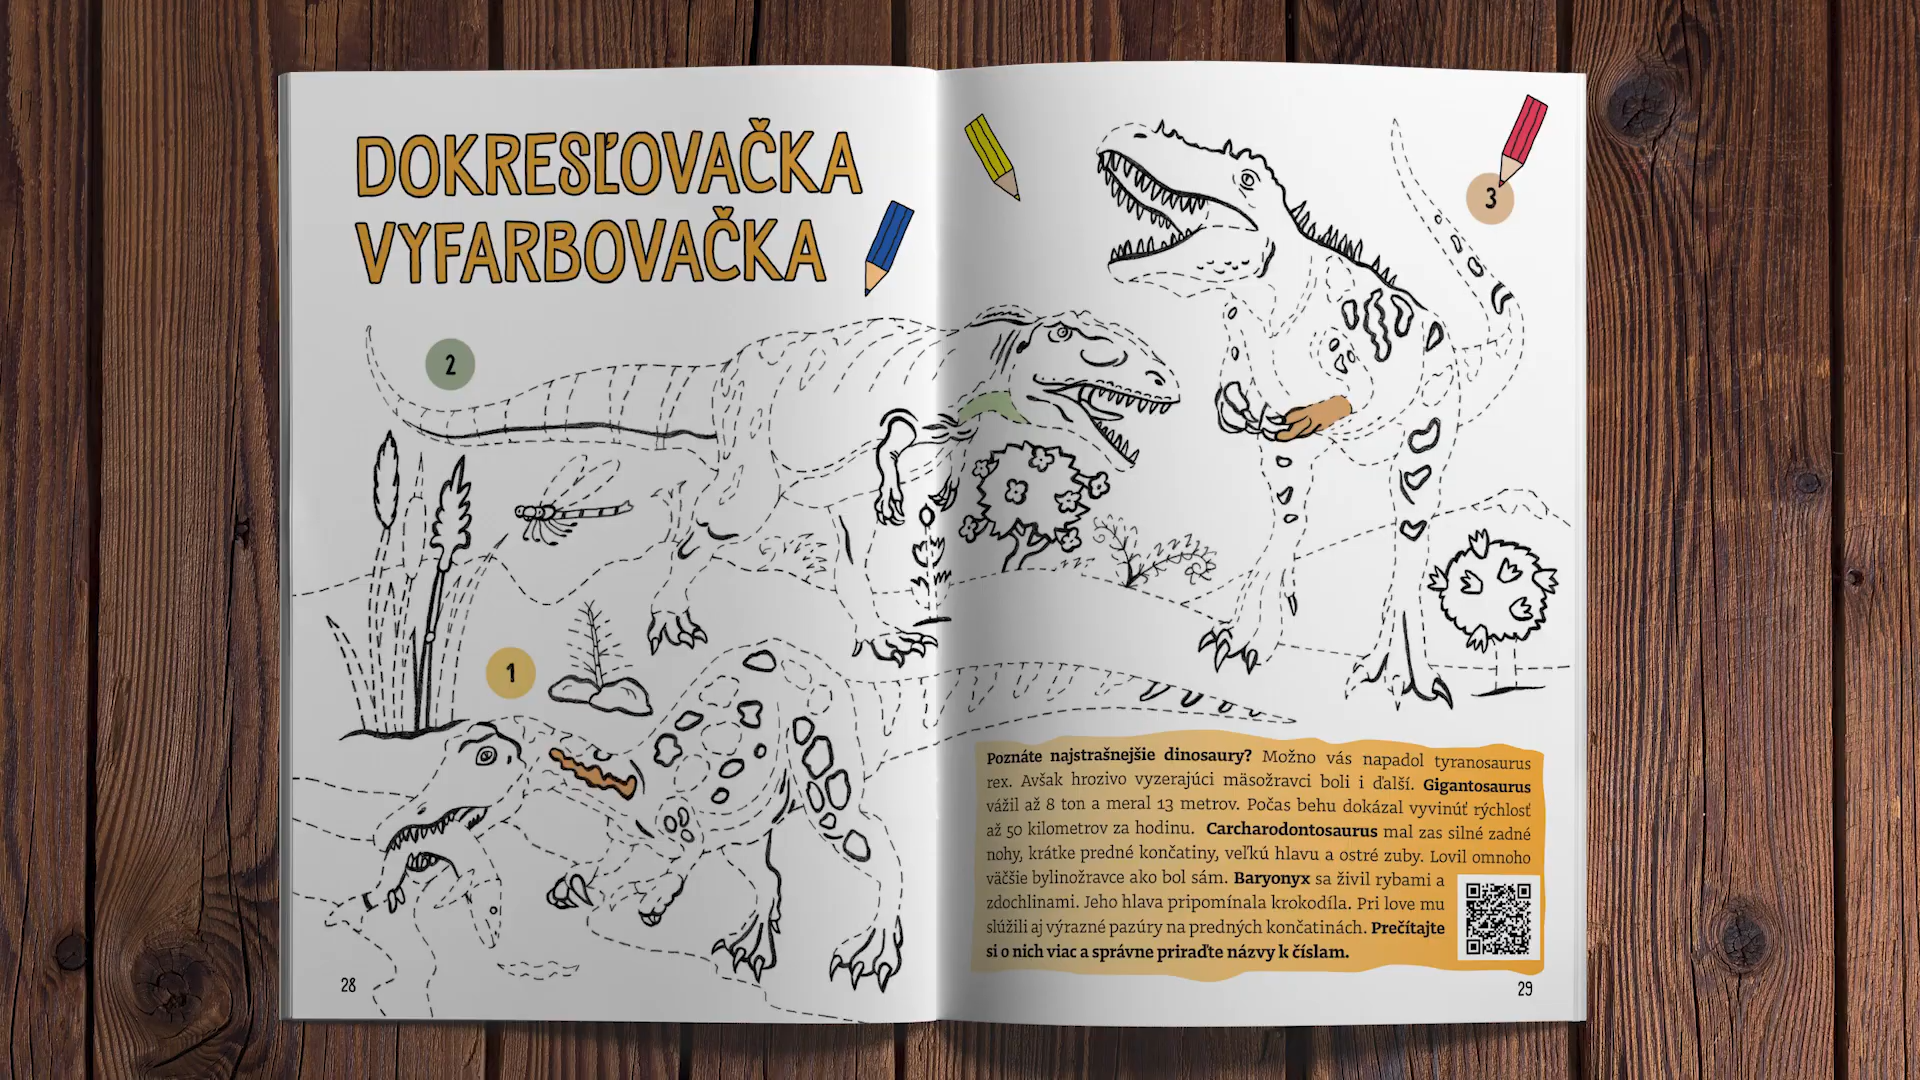 DOKRESĽOVAČKA
VYFARBOVAČKA
3
2
1
Poznáte najstrašnejšie dinosaury? Možno vás napadol tyranosaurus
rex. Avšak hrozivo vyzerajúci mäsožravci boli i ďalší. Gigantosaurus
vážil až 8 ton a meral 13 metrov. Počas behu dokázal vyvinúť rýchlosť
až 50 kilometrov za hodinu. Carcharodontosaurus mal zas silné zadné
nohy, krátke predné končatiny, veľkú hlavu a ostré zuby. Lovil omnoho
väčšie bylinožravce ako bol sám. Baryonyx sa živil rybami a
zdochlinami. Jeho hlava pripomínala krokodíla. Pri love mu
slúžili aj výrazné pazúry na predných končatinách. Prečítajte
si o nich viac a správne priraďte názvy k číslam.
28
29